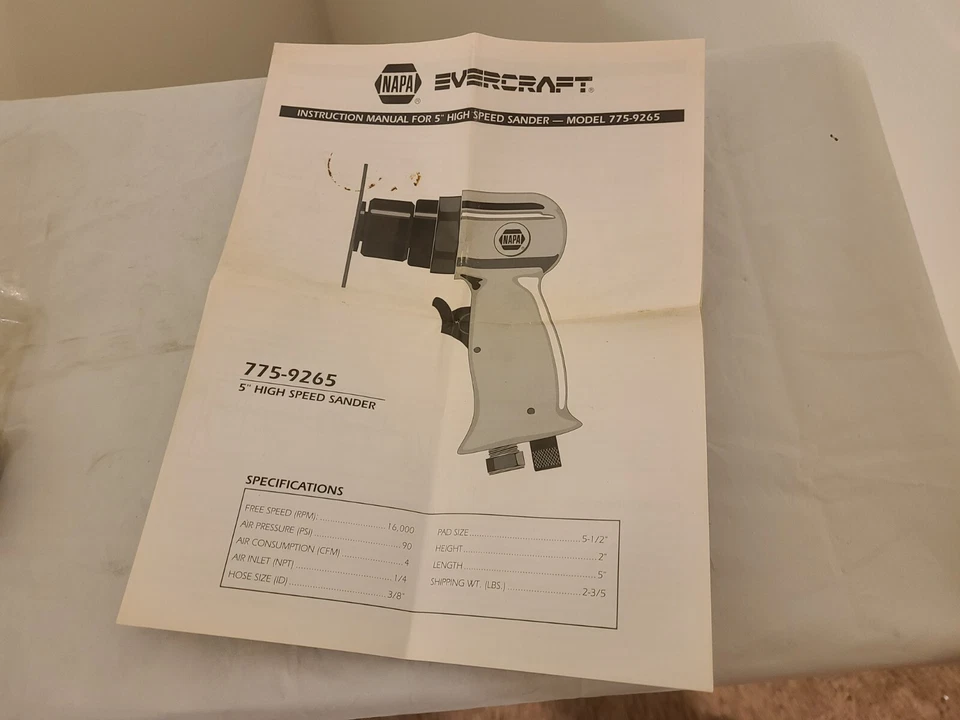 NAPA® EVERCRAFT®
INSTRUCTION MANUAL FOR 5" HIGH SPEED SANDER — MODEL 775-9265
NAPA
775-9265
5" HIGH SPEED SANDER
SPECIFICATIONS
FREE SPEED (RPM) 16,000
AIR PRESSURE (PSI) 90
AIR CONSUMPTION (CFM) 4
AIR INLET (NPT) 1/4
HOSE SIZE (ID) 3/8"
PAD SIZE 5-1/2"
HEIGHT 2"
LENGTH 5"
SHIPPING WT. (LBS.) 2-3/5